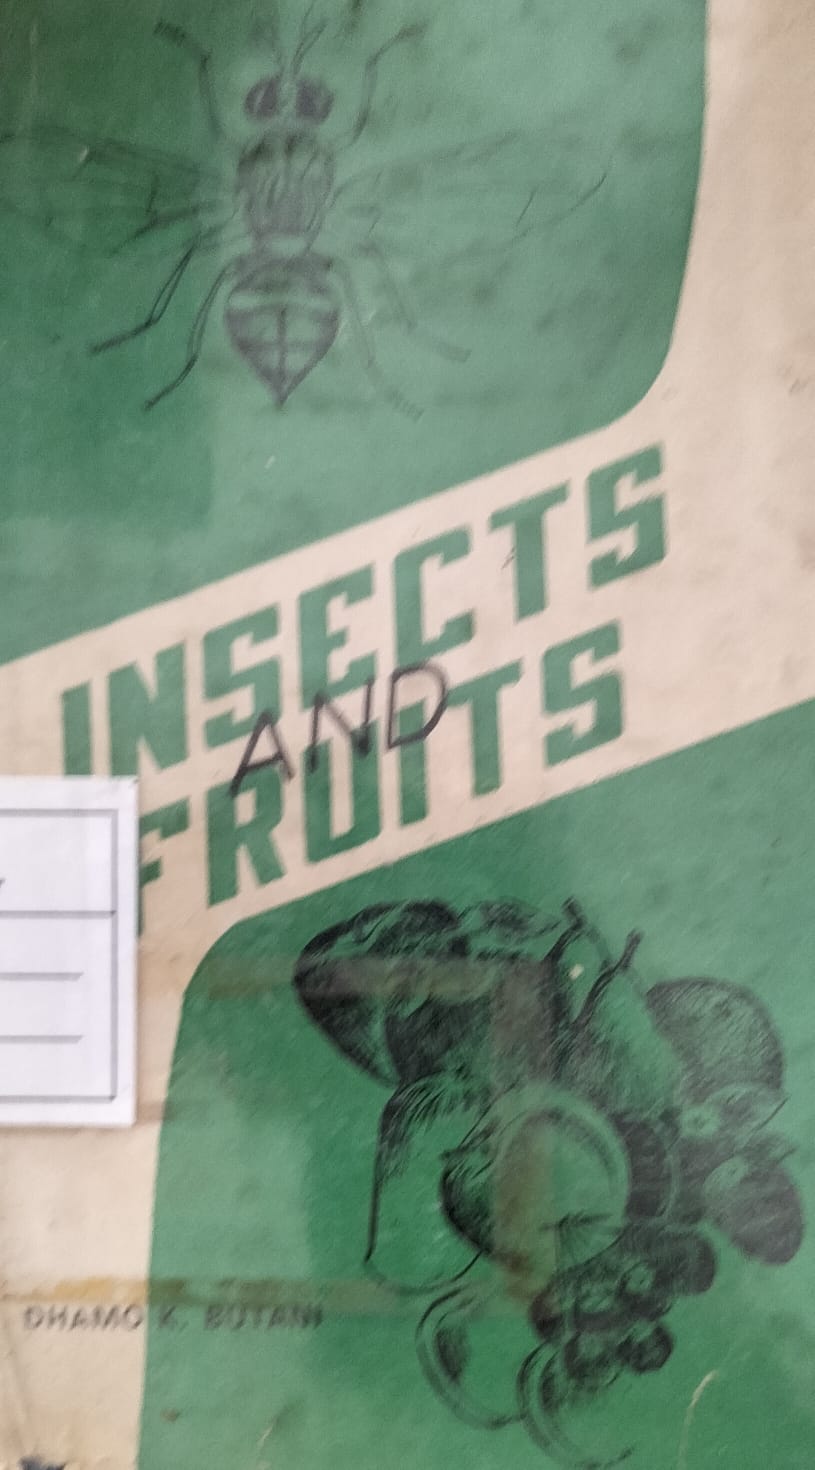 INSECTS
AND
FRUITS
DHAMO K. BUTANI